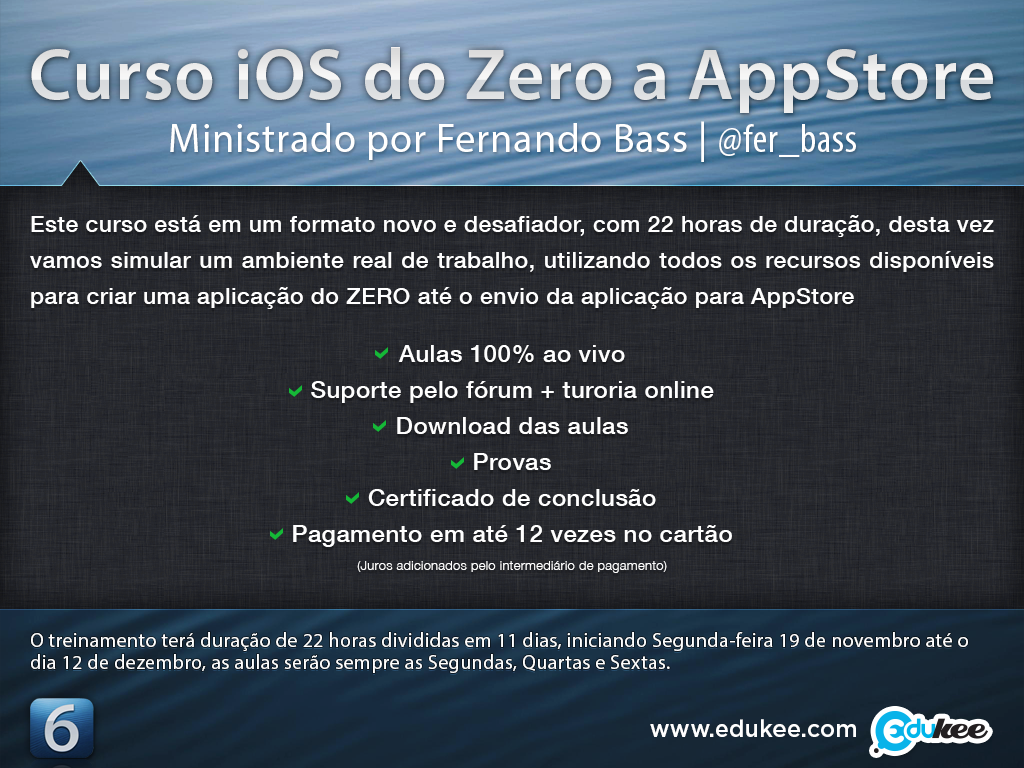 Curso iOS do Zero a AppStore
Ministrado por Fernando Bass | @fer_bass
Este curso está em um formato novo e desafiador, com 22 horas de duração, desta vez
vamos simular um ambiente real de trabalho, utilizando todos os recursos disponíveis
para criar uma aplicação do ZERO até o envio da aplicação para AppStore
Aulas 100% ao vivo
Suporte pelo fórum + turoria online
Download das aulas
Provas
Certificado de conclusão
Pagamento em até 12 vezes no cartão
(Juros adicionados pelo intermediário de pagamento)
O treinamento terá duração de 22 horas divididas em 11 dias, iniciando Segunda-feira 19 de novembro até o
dia 12 de dezembro, as aulas serão sempre as Segundas, Quartas e Sextas.
6
www.edukee.com
Edukee